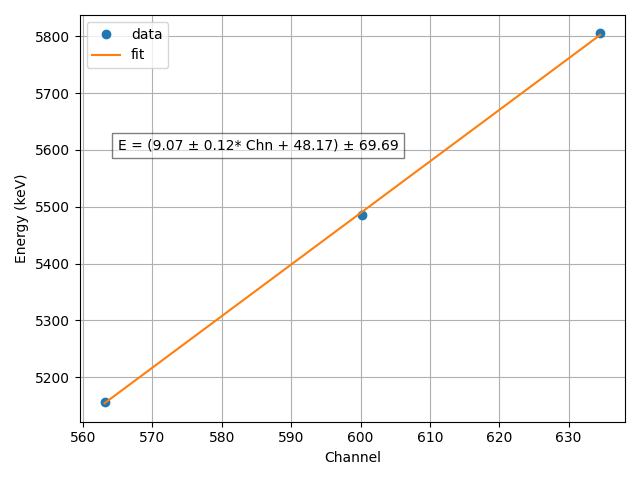 data
fit
E = (9.07 ± 0.12* Chn + 48.17) ± 69.69
Energy (keV)
5800
5700
5600
5500
5400
5300
5200
560 570 580 590 600 610 620 630
Channel